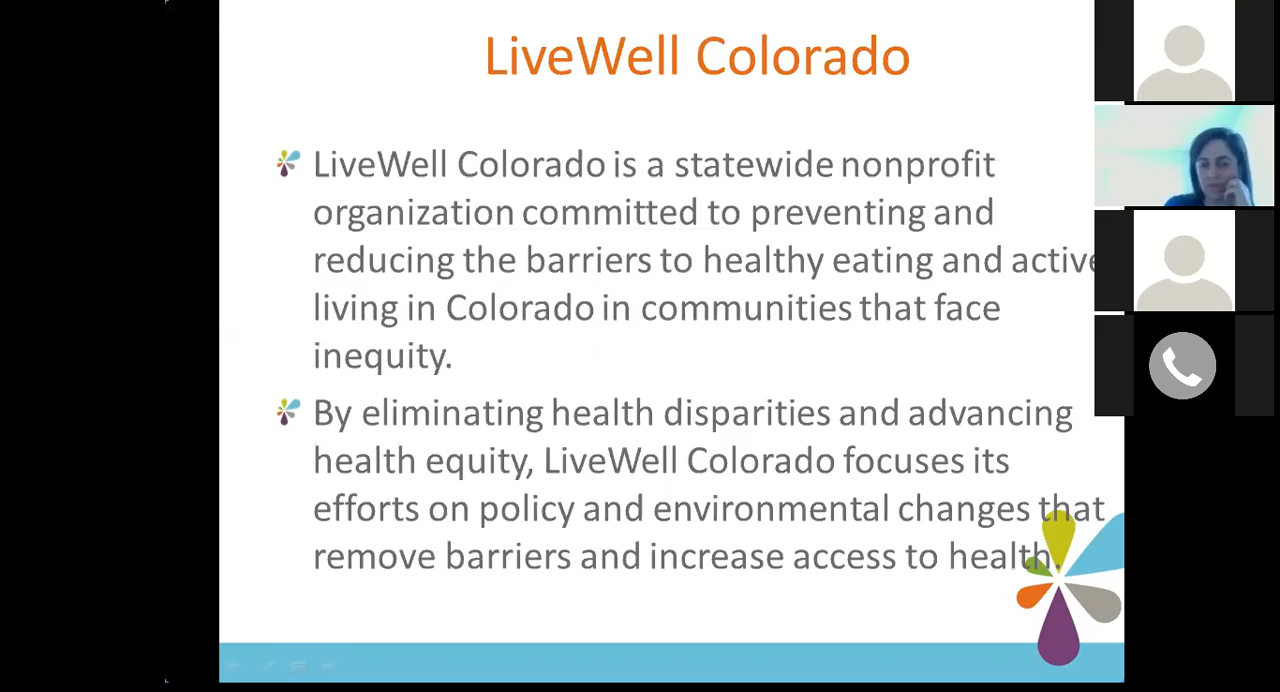 LiveWell Colorado
LiveWell Colorado is a statewide nonprofit
organization committed to preventing and
reducing the barriers to healthy eating and active
living in Colorado in communities that face
inequity.
By eliminating health disparities and advancing
health equity, LiveWell Colorado focuses its
efforts on policy and environmental changes that
remove barriers and increase access to health.